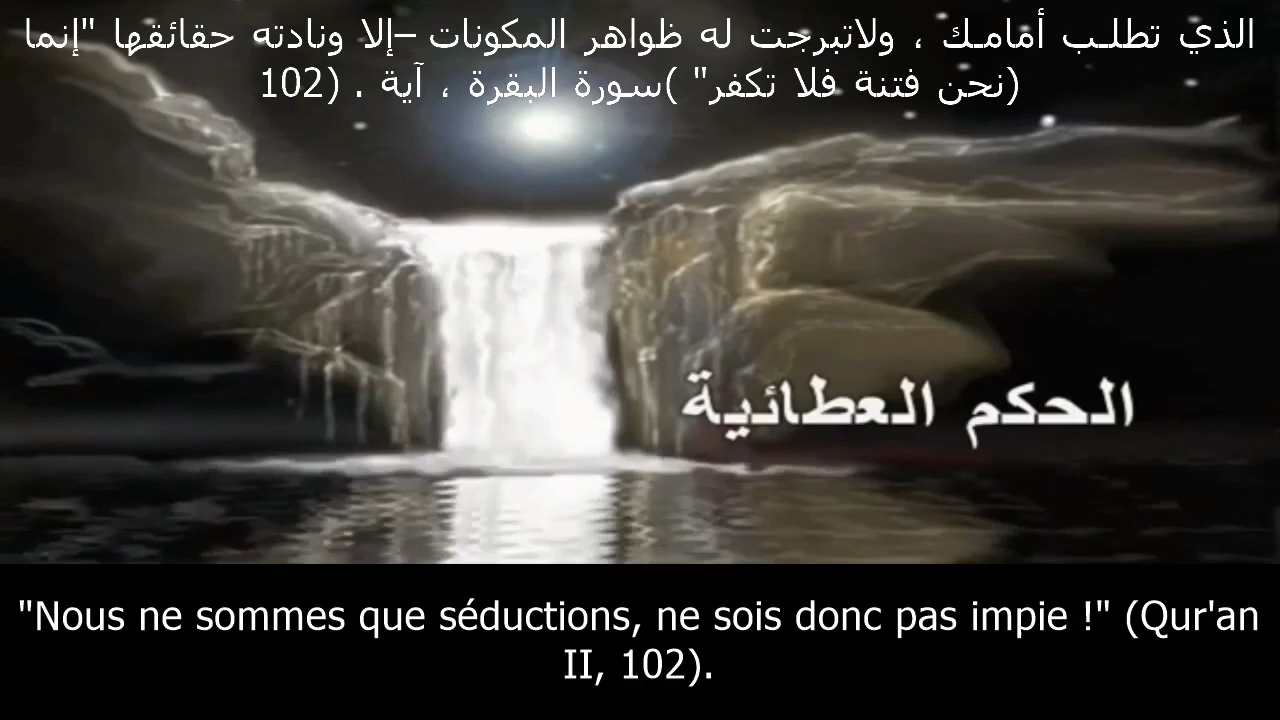 الذي تطلب أمامك ، ولاتبرجت له ظواهر المكونات –إلا ونادته حقائقها "إنما
نحن فتنة فلا تكفر" )سورة البقرة ، آية . (102)
الحكم العطائية
"Nous ne sommes que séductions, ne sois donc pas impie !" (Qur'an
II, 102).